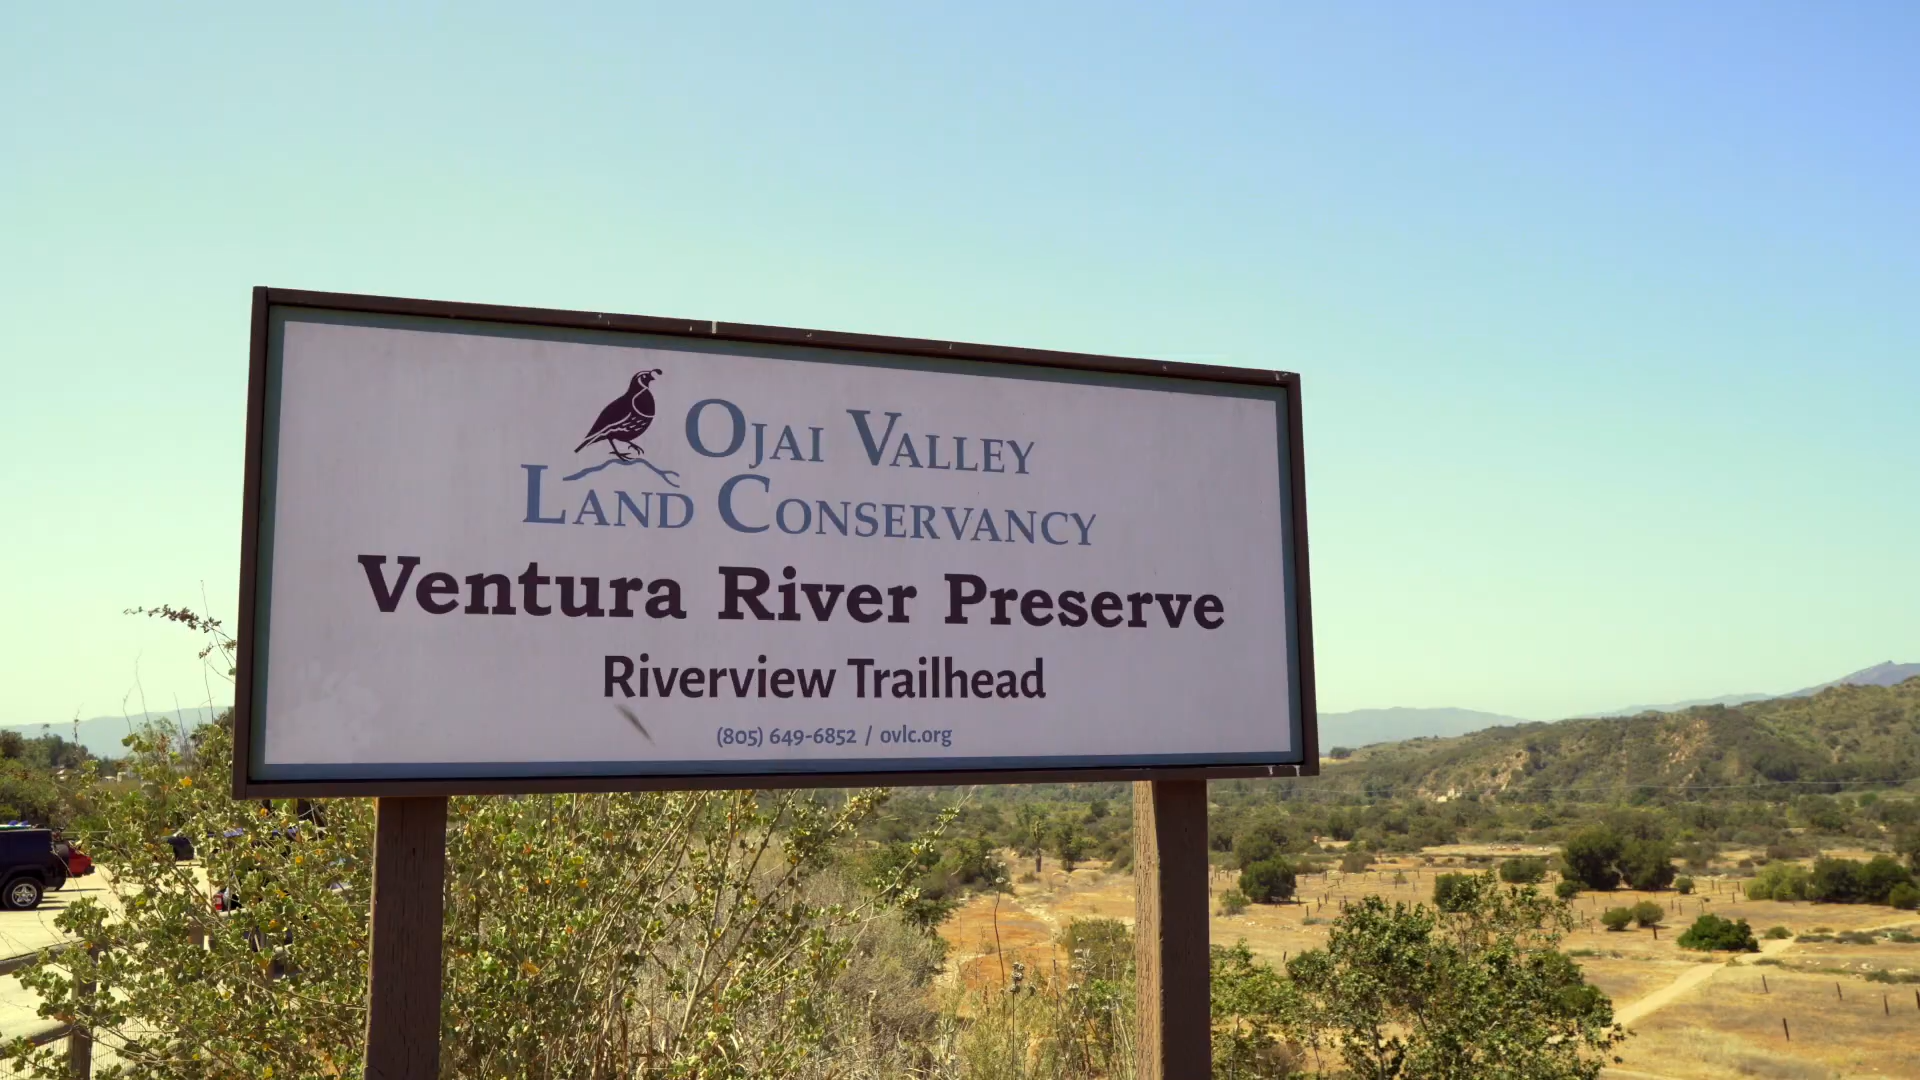 Ojai Valley
Land Conservancy
Ventura River Preserve
Riverview Trailhead
(805) 649-6852 / ovlc.org